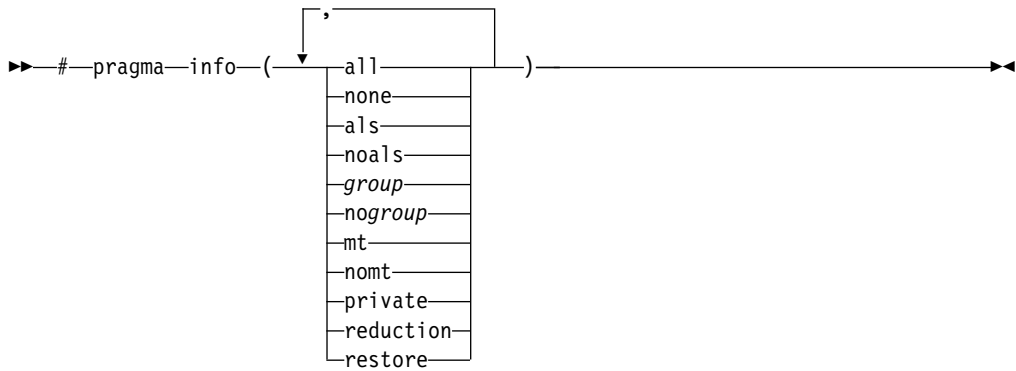 ,
# pragma info ( all )
none
als
noals
group
nogroup
mt
nomt
private
reduction
restore